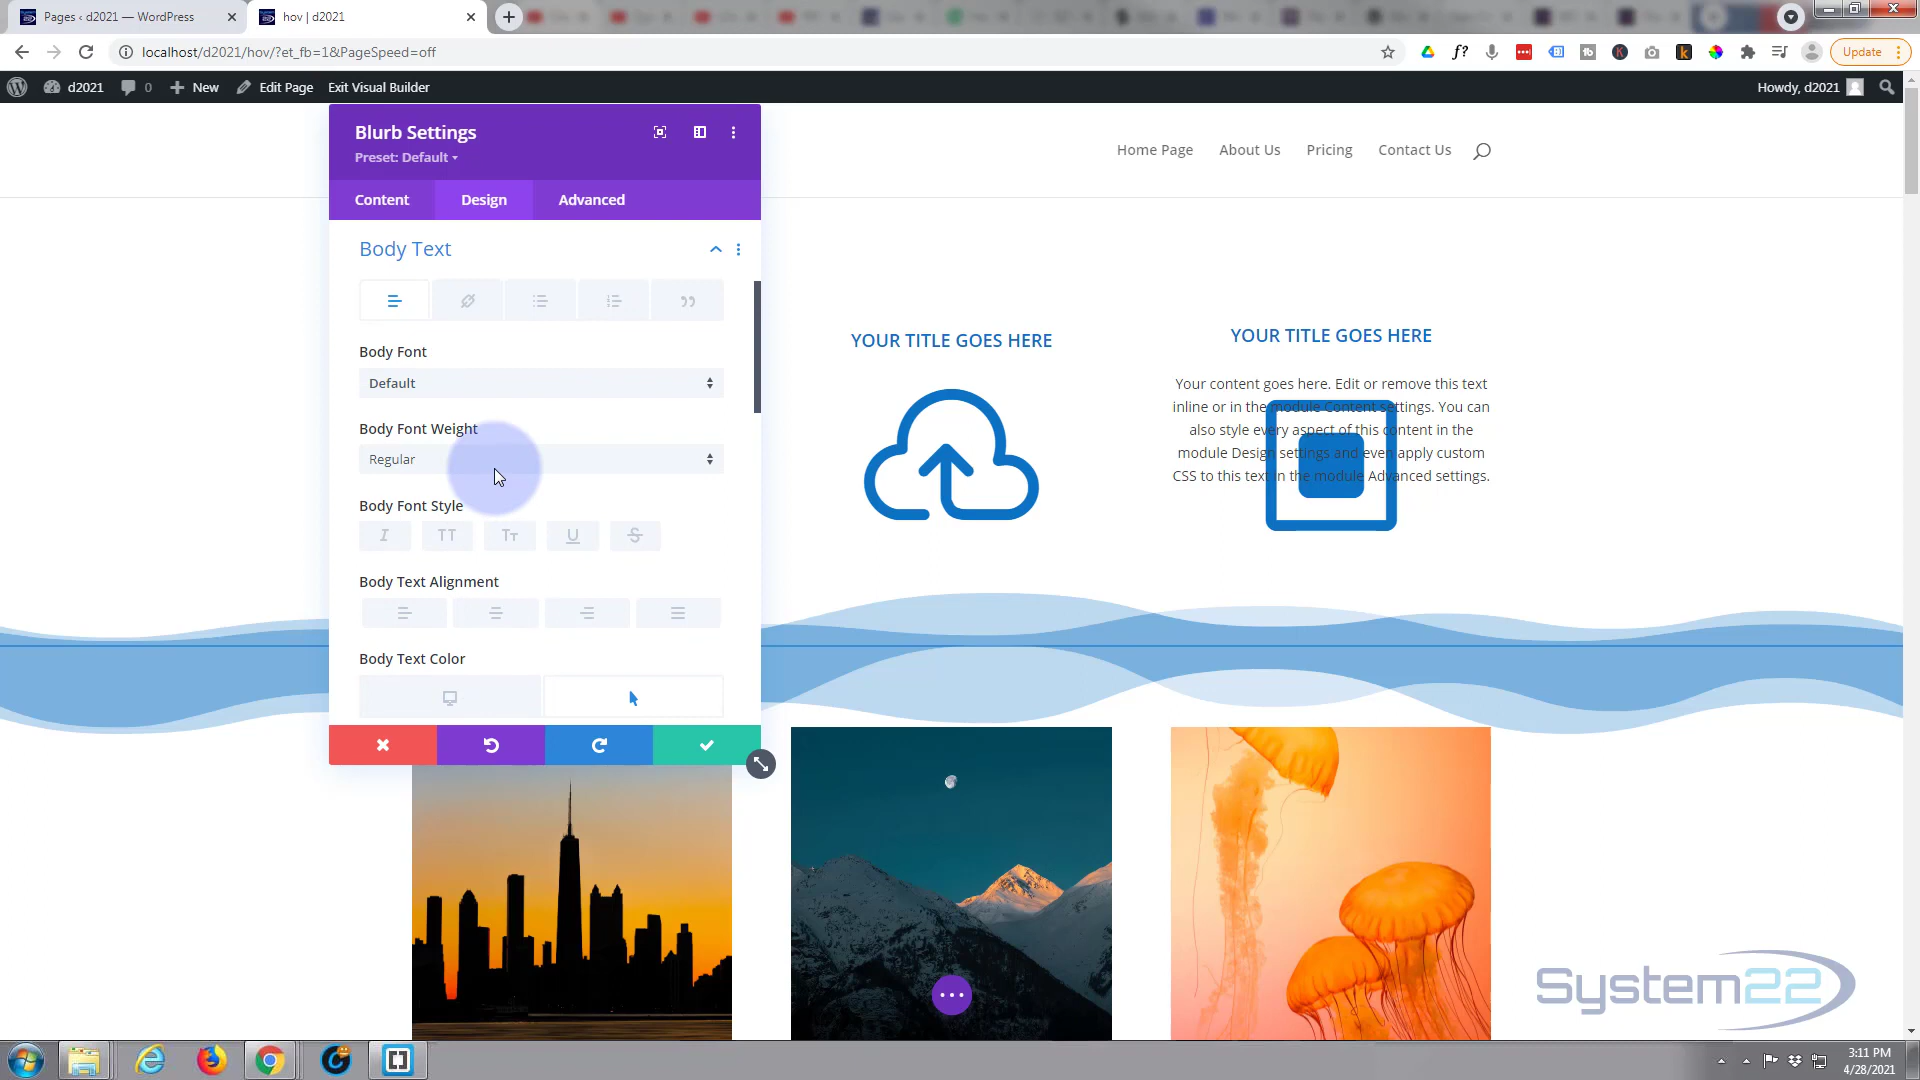 Pages ‹ d2021 — WordPress
hov | d2021
localhost/d2021/hov/?et_fb=1&PageSpeed=off
f?
Update
d2021
0
New
Edit Page
Exit Visual Builder
Howdy, d2021
Blurb Settings
Preset: Default
Home Page
About Us
Pricing
Contact Us
Content
Design
Advanced
Body Text
Body Font
Default
Body Font Weight
Regular
Body Font Style
I
TT
Tт
U
S
Body Text Alignment
Body Text Color
YOUR TITLE GOES HERE
YOUR TITLE GOES HERE
Your content goes here. Edit or remove this text
inline or in the module Content settings. You can
also style every aspect of this content in the
module Design settings and even apply custom
CSS to this text in the module Advanced settings.
System22
3:11 PM
4/28/2021